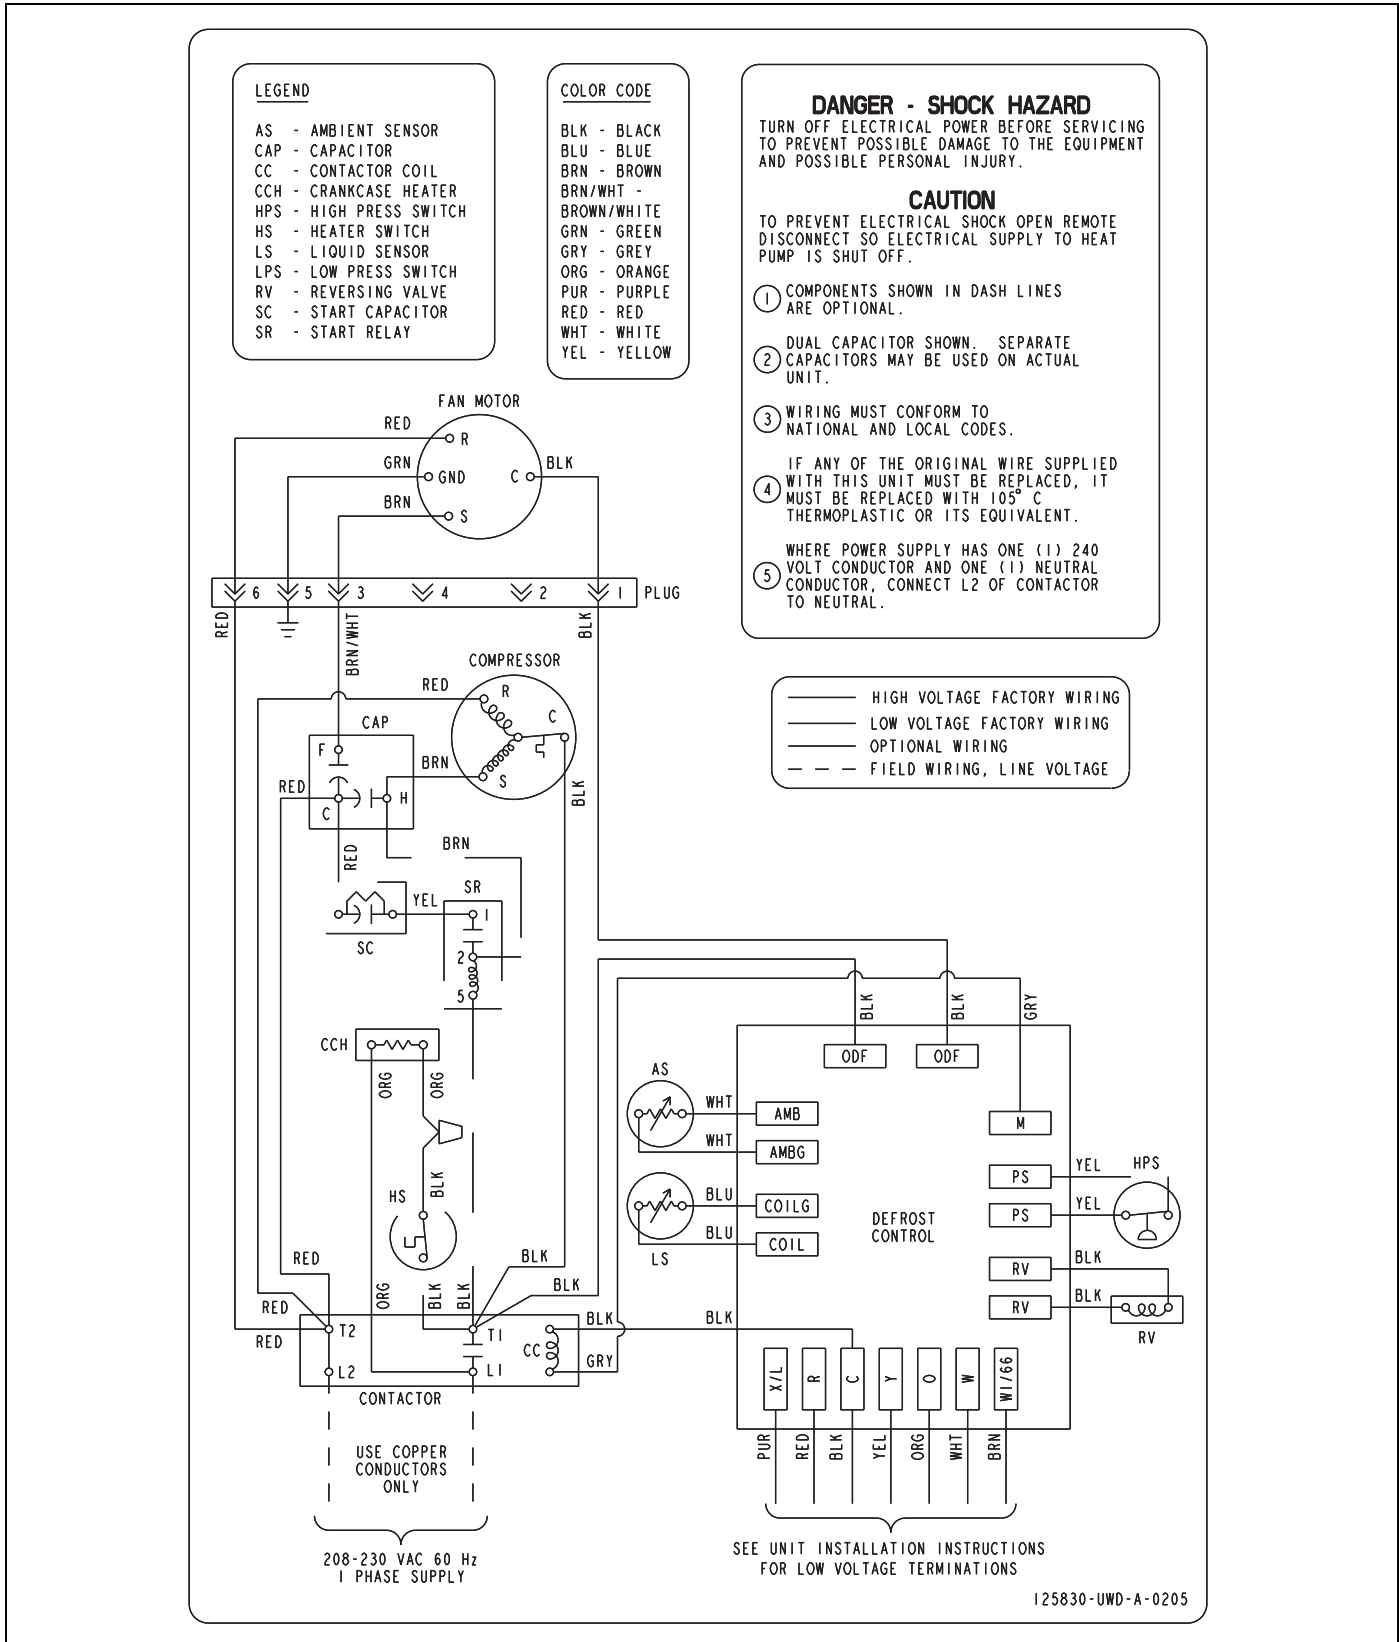 LEGEND
AS - AMBIENT SENSOR
CAP - CAPACITOR
CC - CONTACTOR COIL
CCH - CRANKCASE HEATER
HPS - HIGH PRESS SWITCH
HS - HEATER SWITCH
LS - LIQUID SENSOR
LPS - LOW PRESS SWITCH
RV - REVERSING VALVE
SC - START CAPACITOR
SR - START RELAY
COLOR CODE
BLK - BLACK
BLU - BLUE
BRN - BROWN
BRN/WHT -
BROWN/WHITE
GRN - GREEN
GRY - GREY
ORG - ORANGE
PUR - PURPLE
RED - RED
WHT - WHITE
YEL - YELLOW
DANGER - SHOCK HAZARD
TURN OFF ELECTRICAL POWER BEFORE SERVICING
TO PREVENT POSSIBLE DAMAGE TO THE EQUIPMENT
AND POSSIBLE PERSONAL INJURY.
CAUTION
TO PREVENT ELECTRICAL SHOCK OPEN REMOTE
DISCONNECT SO ELECTRICAL SUPPLY TO HEAT
PUMP IS SHUT OFF.
1 COMPONENTS SHOWN IN DASH LINES
ARE OPTIONAL.
2 DUAL CAPACITOR SHOWN. SEPARATE
CAPACITORS MAY BE USED ON ACTUAL
UNIT.
3 WIRING MUST CONFORM TO
NATIONAL AND LOCAL CODES.
4 IF ANY OF THE ORIGINAL WIRE SUPPLIED
WITH THIS UNIT MUST BE REPLACED, IT
MUST BE REPLACED WITH 105° C
THERMOPLASTIC OR ITS EQUIVALENT.
5 WHERE POWER SUPPLY HAS ONE (1) 240
VOLT CONDUCTOR AND ONE (1) NEUTRAL
CONDUCTOR, CONNECT L2 OF CONTACTOR
TO NEUTRAL.
HIGH VOLTAGE FACTORY WIRING
LOW VOLTAGE FACTORY WIRING
OPTIONAL WIRING
FIELD WIRING, LINE VOLTAGE
FAN MOTOR
RED
R
GRN
GND
C
BLK
BRN
S
6
5
3
4
2
1
PLUG
RED
BRN/WHT
BLK
COMPRESSOR
RED
R
C
CAP
F
BRN
S
RED
H
C
BLK
RED
BRN
SR
YEL
1
SC
2
5
BLK
BLK
GRY
CCH
ORG
ORG
ODF
ODF
AS
WHT
AMB
M
WHT
AMBG
YEL
HPS
PS
HS
BLK
BLU
COILG
YEL
PS
DEFROST
CONTROL
BLU
COIL
LS
RED
BLK
BLK
RV
BLK
ORG
BLK
BLK
BLK
RV
RV
RED
RED
T2
T1
BLK
BLK
CC
L2
L1
GRY
CONTACTOR
X/L
R
C
Y
O
W
W1/66
PUR
RED
BLK
YEL
ORG
WHT
BRN
USE COPPER
CONDUCTORS
ONLY
208-230 VAC 60 Hz
1 PHASE SUPPLY
SEE UNIT INSTALLATION INSTRUCTIONS
FOR LOW VOLTAGE TERMINATIONS
125830-UWD-A-0205